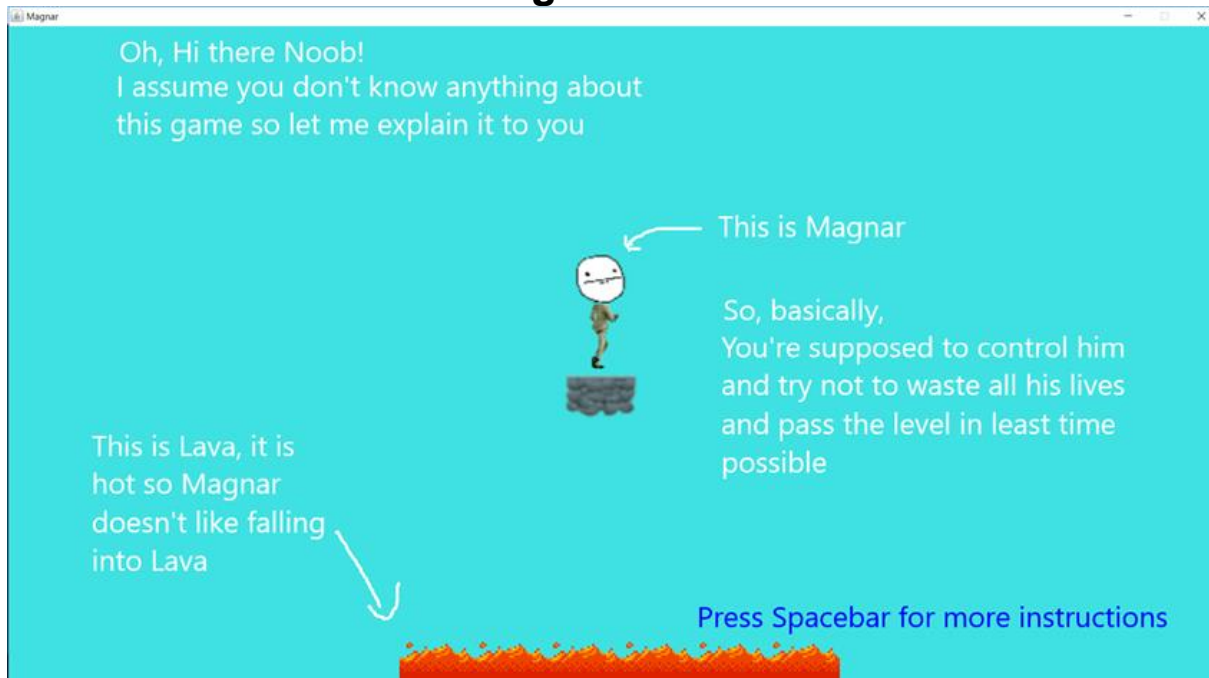 Magnar
Oh, Hi there Noob!
I assume you don't know anything about
this game so let me explain it to you
This is Magnar
So, basically,
You're supposed to control him
and try not to waste all his lives
and pass the level in least time
possible
This is Lava, it is
hot so Magnar
doesn't like falling
into Lava
Press Spacebar for more instructions